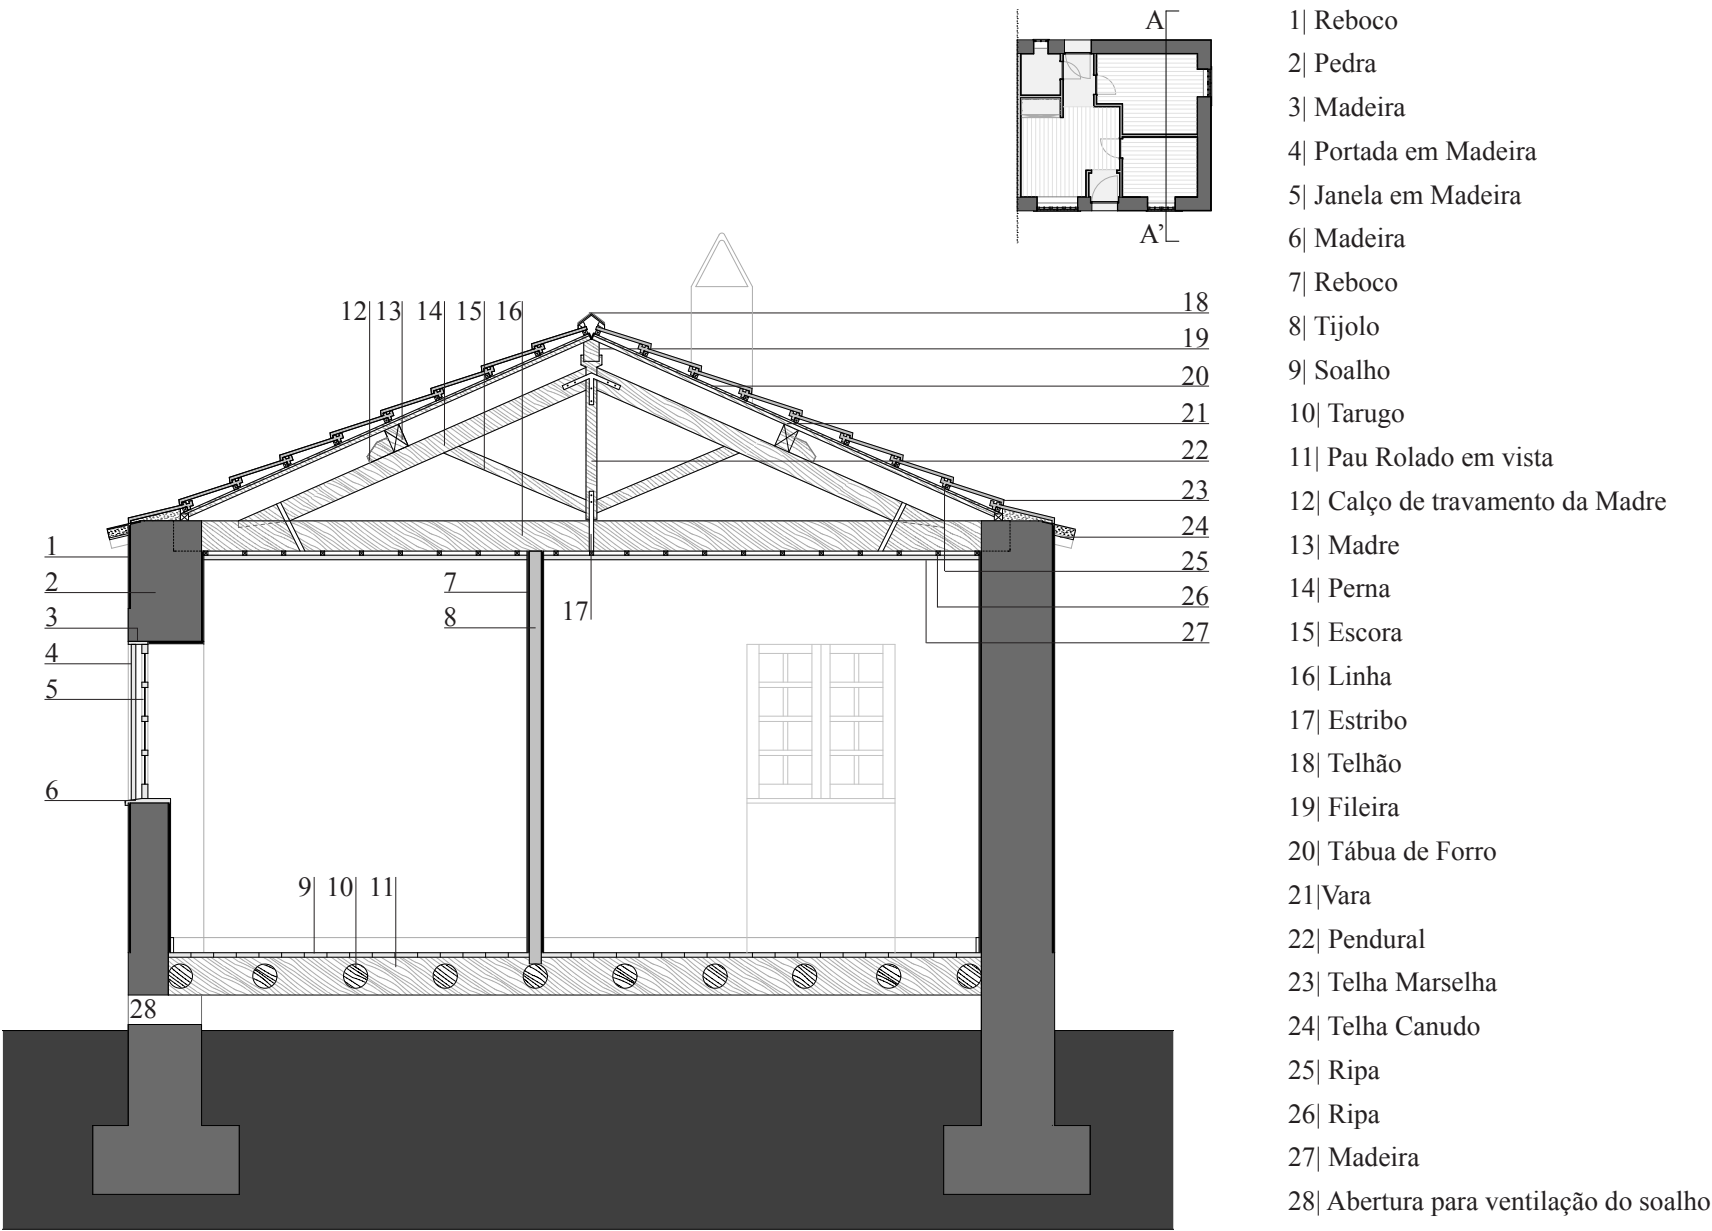 A
A’
12 13 14 15 16
18
19
20
21
22
23
24
25
26
27
1
2
3
4
5
6
7
8
17
9 10 11
28
1| Reboco
2| Pedra
3| Madeira
4| Portada em Madeira
5| Janela em Madeira
6| Madeira
7| Reboco
8| Tijolo
9| Soalho
10| Tarugo
11| Pau Rolado em vista
12| Calço de travamento da Madre
13| Madre
14| Perna
15| Escora
16| Linha
17| Estribo
18| Telhão
19| Fileira
20| Tábua de Forro
21|Vara
22| Pendural
23| Telha Marselha
24| Telha Canudo
25| Ripa
26| Ripa
27| Madeira
28| Abertura para ventilação do soalho